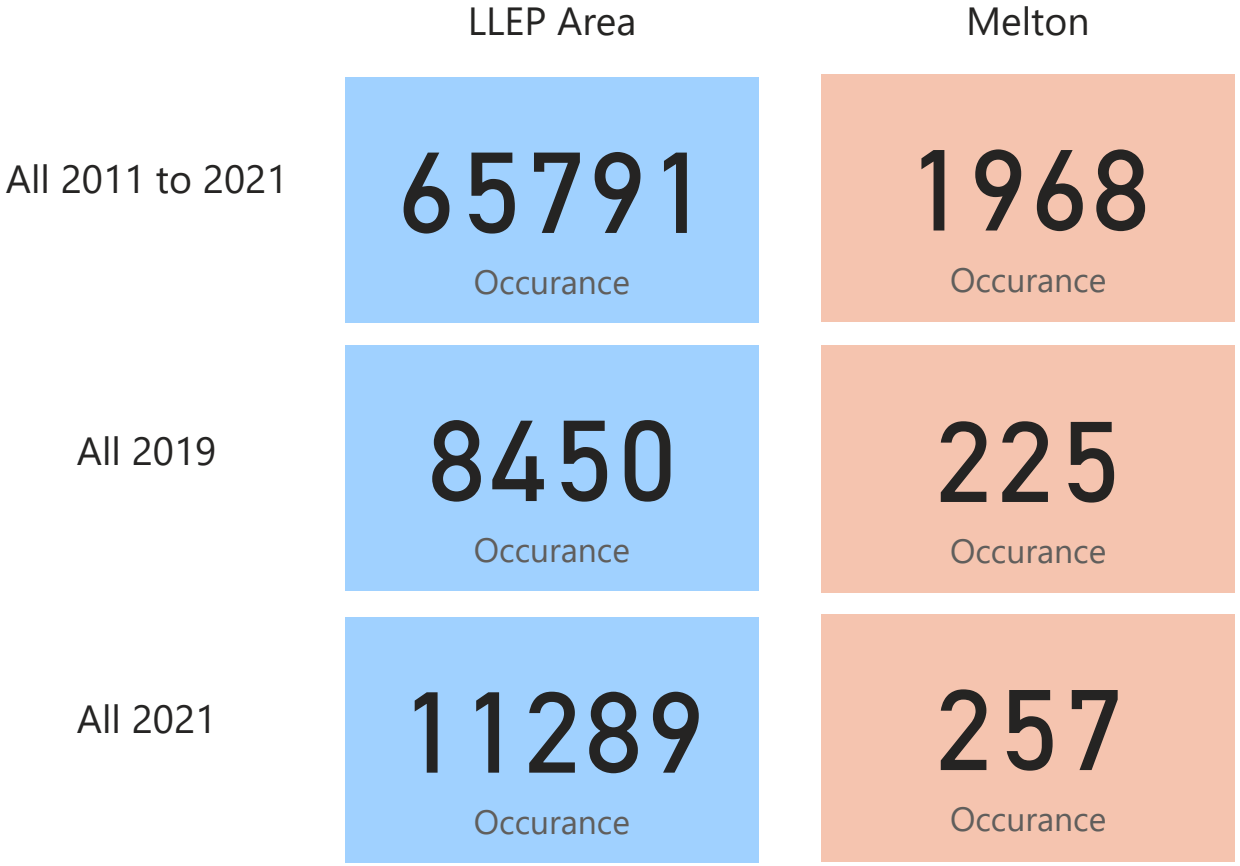 LLEP Area Melton
All 2011 to 2021 65791 1968
Occurance Occurance
All 2019 8450 225
Occurance Occurance
All 2021 11289 257
Occurance Occurance